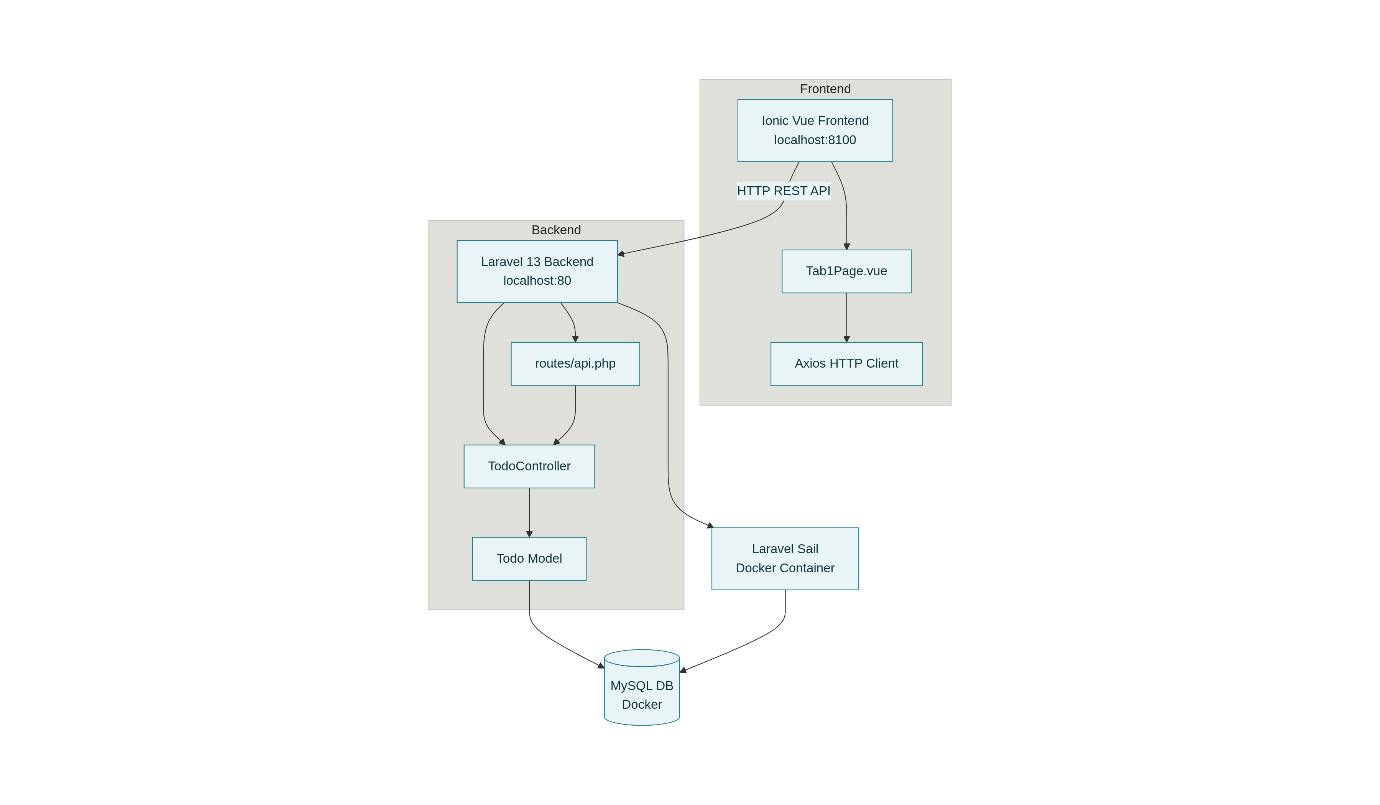 Frontend
Ionic Vue Frontend
localhost:8100
HTTP REST API
Backend
Laravel 13 Backend
localhost:80
Tab1Page.vue
routes/api.php
Axios HTTP Client
TodoController
Laravel Sail
Docker Container
Todo Model
MySQL DB
Docker